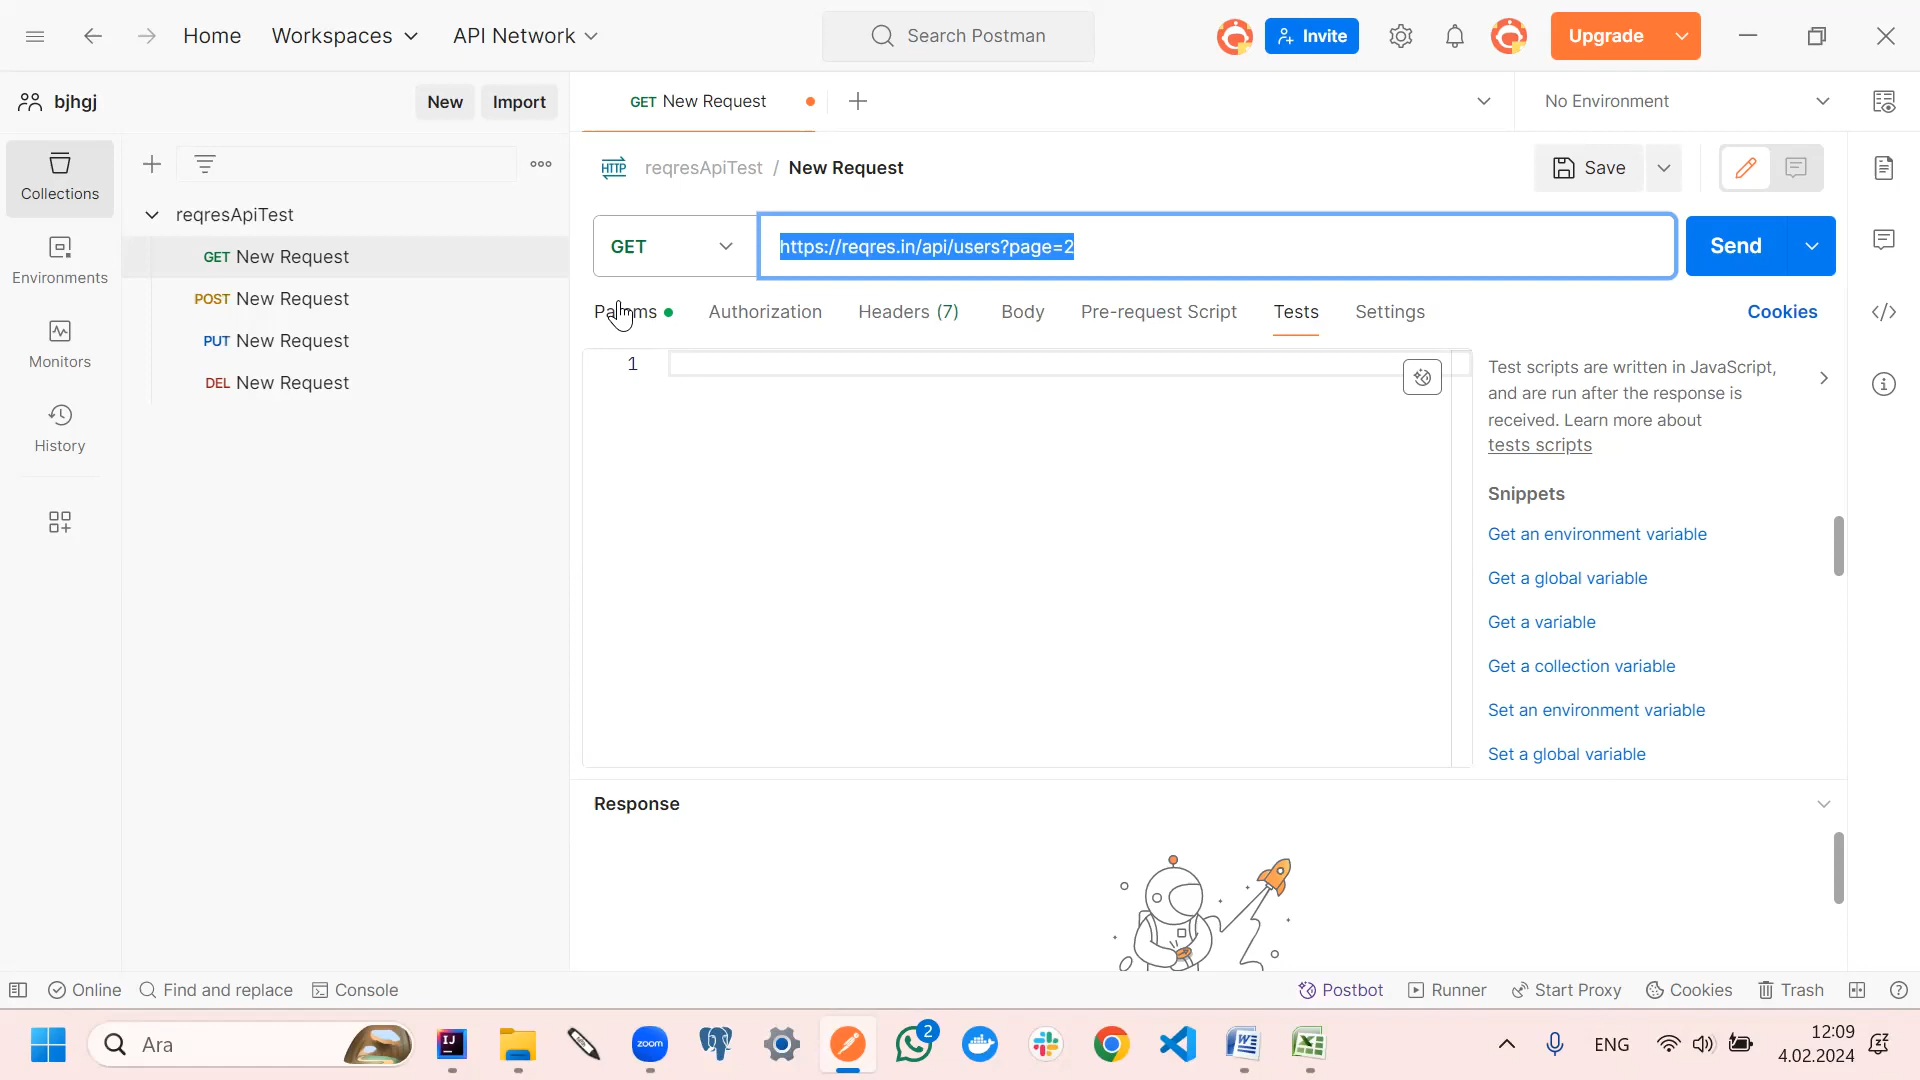 Home
Workspaces
API Network
Search Postman
Invite
Upgrade
bjhgj
New
Import
GET New Request
No Environment
Collections
reqresApiTest
GET New Request
POST New Request
PUT New Request
DEL New Request
Environments
Monitors
History
HTTP
reqresApiTest / New Request
Save
GET
https://reqres.in/api/users?page=2
Send
Params
Authorization
Headers (7)
Body
Pre-request Script
Tests
Settings
Cookies
1
Test scripts are written in JavaScript,
and are run after the response is
received. Learn more about
tests scripts
Snippets
Get an environment variable
Get a global variable
Get a variable
Get a collection variable
Set an environment variable
Set a global variable
Response
Online
Find and replace
Console
Postbot
Runner
Start Proxy
Cookies
Trash
Ara
IJ
zoom
2
ENG
12:09
4.02.2024